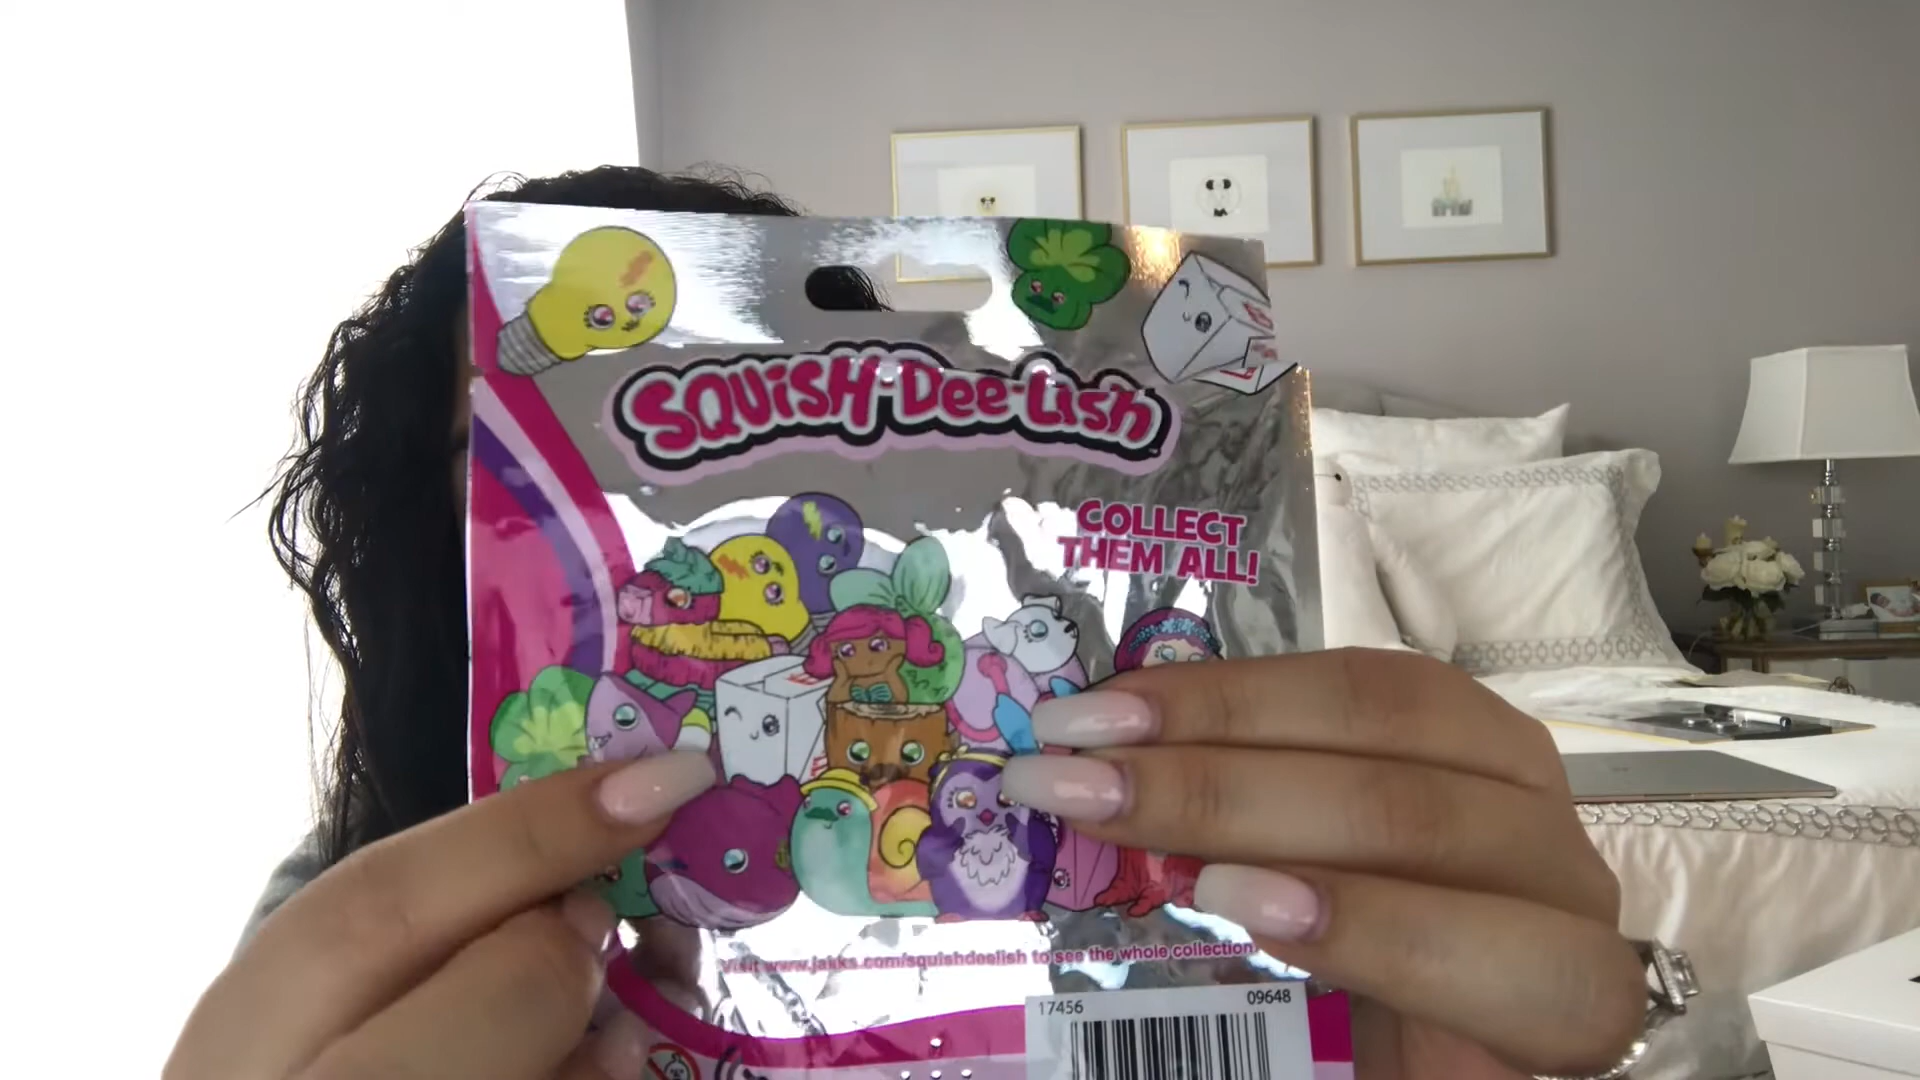 SQUiSH-Dee-Lish
COLLECT
THEM ALL!
Visit www.jakks.com/squishdeelish to see the whole collection.
17456 09648